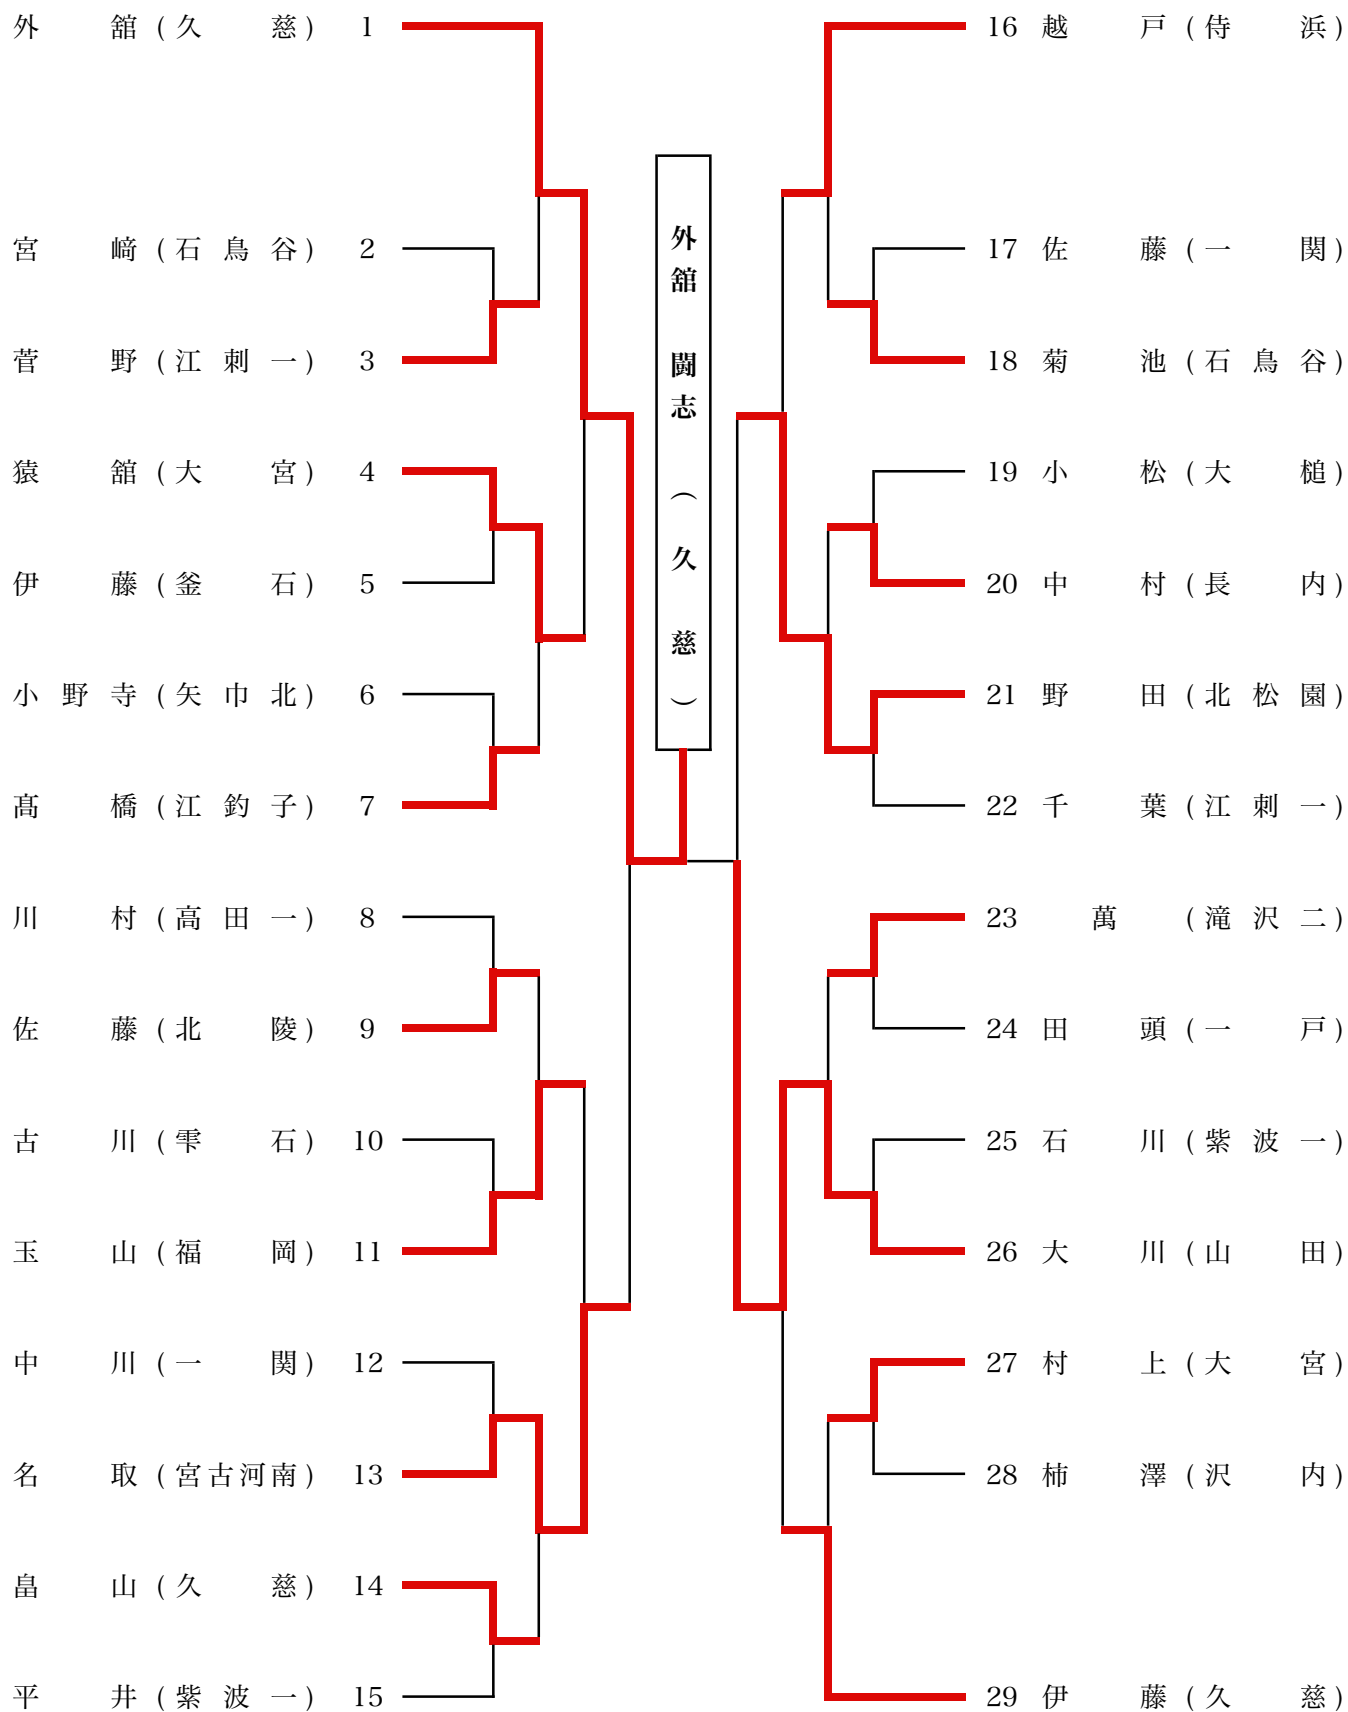 外舘(久慈) 1
宮﨑(石鳥谷) 2
菅野(江刺一) 3
猿舘(大宮) 4
伊藤(釜石) 5
小野寺(矢巾北) 6
髙橋(江釣子) 7
川村(高田一) 8
佐藤(北陵) 9
古川(雫石) 10
玉山(福岡) 11
中川(一関) 12
名取(宮古河南) 13
畠山(久慈) 14
平井(紫波一) 15
外舘 闘志 (久慈)
16 越戸(侍浜)
17 佐藤(一関)
18 菊池(石鳥谷)
19 小松(大槌)
20 中村(長内)
21 野田(北松園)
22 千葉(江刺一)
23 萬(滝沢二)
24 田頭(一戸)
25 石川(紫波一)
26 大川(山田)
27 村上(大宮)
28 柿澤(沢内)
29 伊藤(久慈)